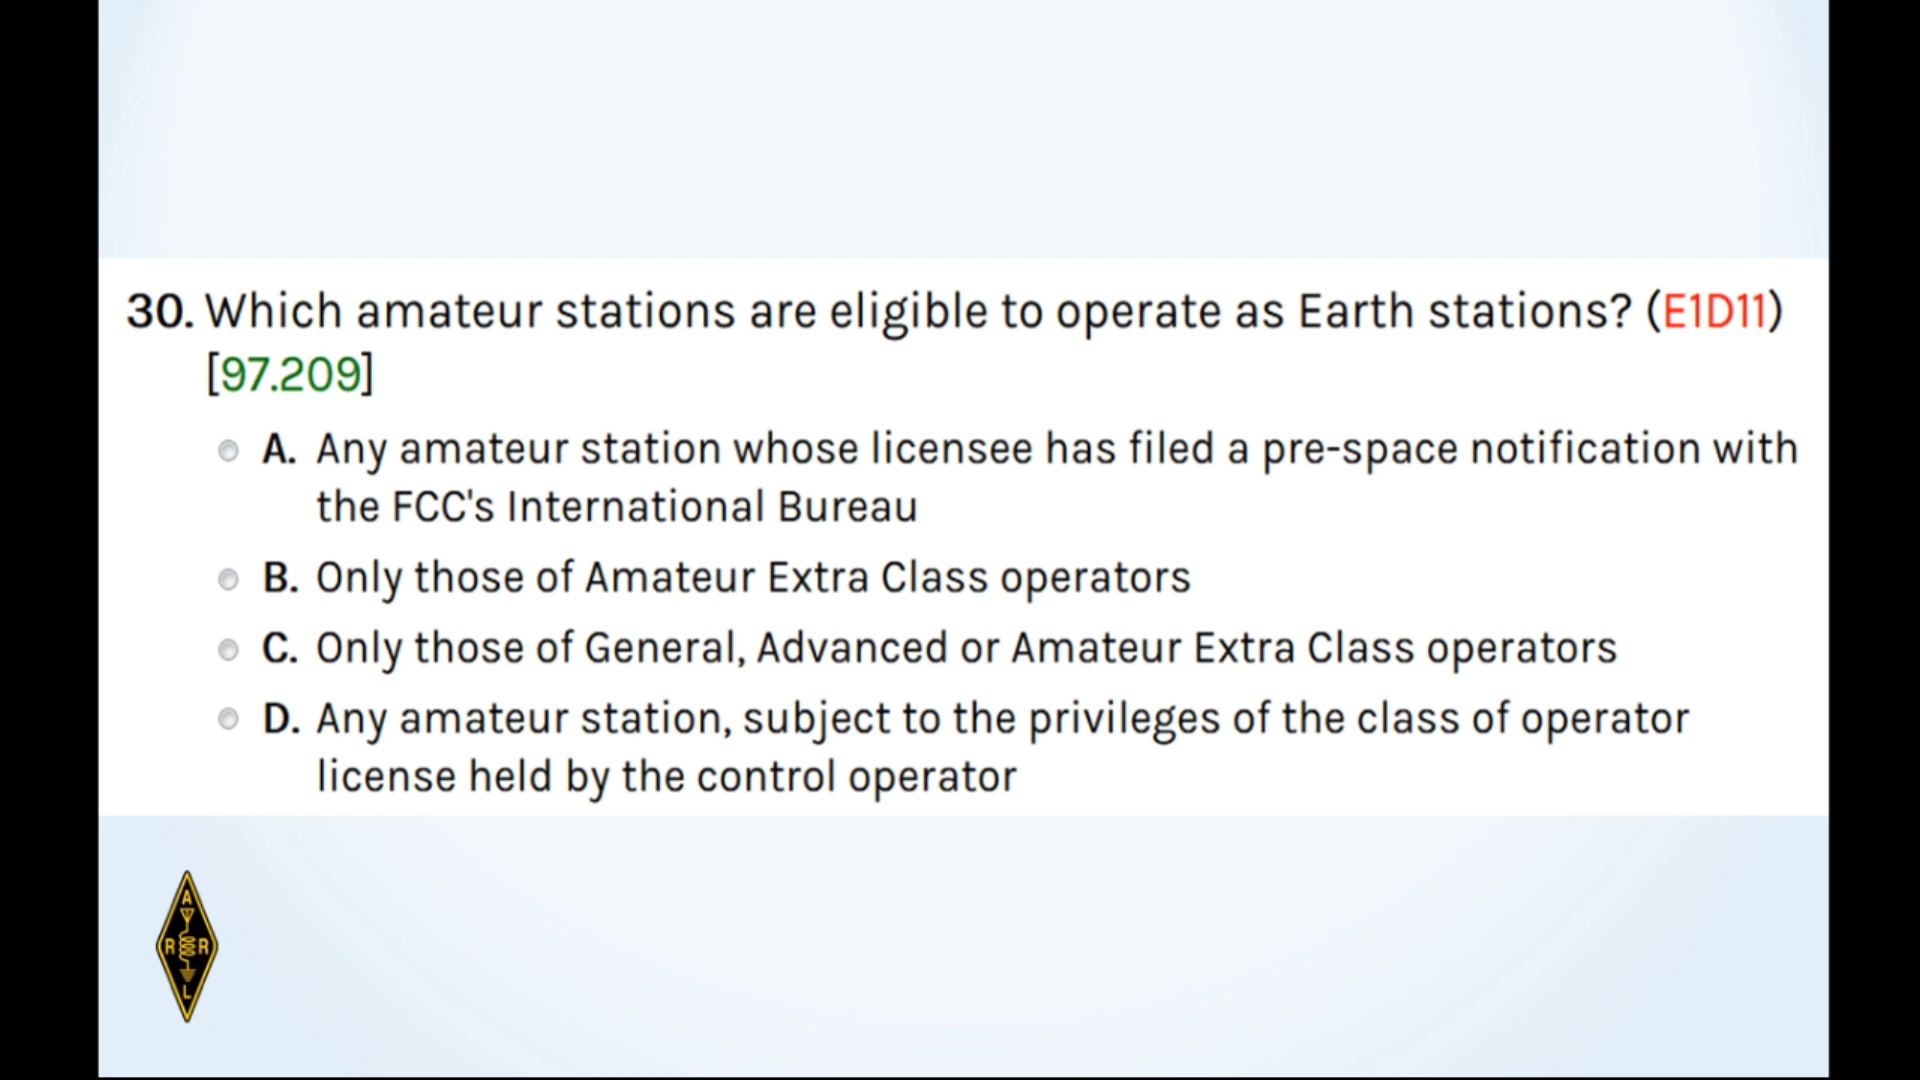 30. Which amateur stations are eligible to operate as Earth stations? (E1D11)
[97.209]
A. Any amateur station whose licensee has filed a pre-space notification with
the FCC's International Bureau
B. Only those of Amateur Extra Class operators
C. Only those of General, Advanced or Amateur Extra Class operators
D. Any amateur station, subject to the privileges of the class of operator
license held by the control operator
A
R R
L